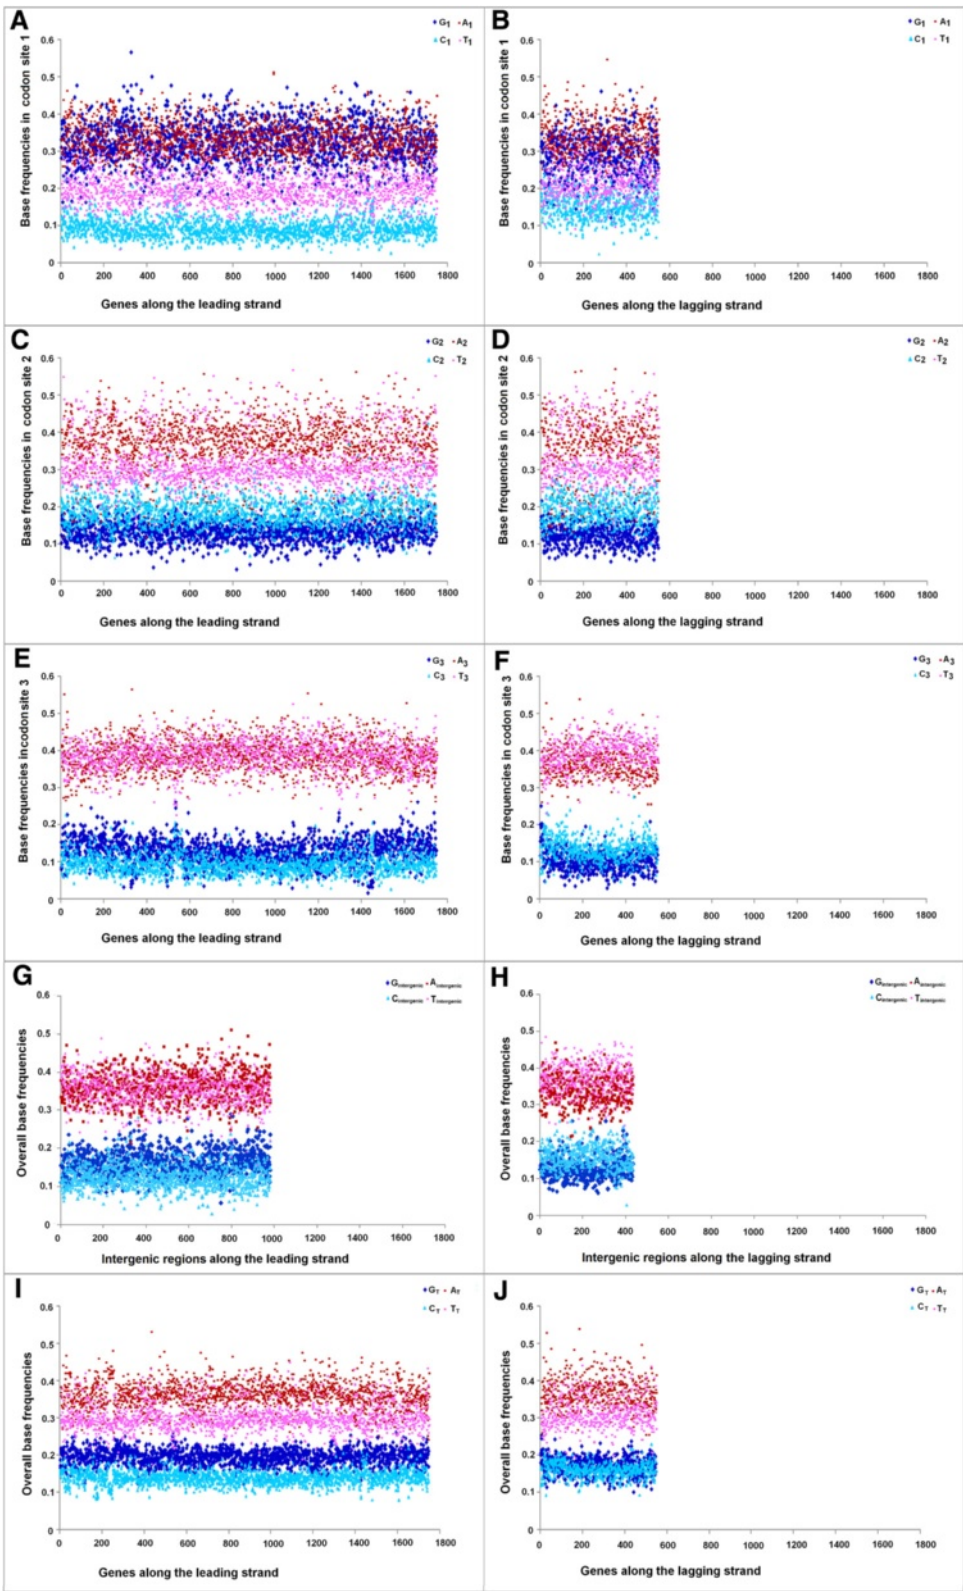 A
G1 A1
C1 T1
Base frequencies in codon site 1
0.6
0.5
0.4
0.3
0.2
0.1
0
0 200 400 600 800 1000 1200 1400 1600 1800
Genes along the leading strand
B
G1 A1
C1 T1
Base frequencies in codon site 1
0.6
0.5
0.4
0.3
0.2
0.1
0
0 200 400 600 800 1000 1200 1400 1600 1800
Genes along the lagging strand
C
G2 A2
C2 T2
Base frequencies in codon site 2
0.6
0.5
0.4
0.3
0.2
0.1
0
0 200 400 600 800 1000 1200 1400 1600 1800
Genes along the leading strand
D
G2 A2
C2 T2
Base frequencies in codon site 2
0.6
0.5
0.4
0.3
0.2
0.1
0
0 200 400 600 800 1000 1200 1400 1600 1800
Genes along the lagging strand
E
G3 A3
C3 T3
Base frequencies in codon site 3
0.6
0.5
0.4
0.3
0.2
0.1
0
0 200 400 600 800 1000 1200 1400 1600 1800
Genes along the leading strand
F
G3 A3
C3 T3
Base frequencies in codon site 3
0.6
0.5
0.4
0.3
0.2
0.1
0
0 200 400 600 800 1000 1200 1400 1600 1800
Genes along the lagging strand
G
Gintergenic Aintergenic
Cintergenic Tintergenic
Overall base frequencies
0.6
0.5
0.4
0.3
0.2
0.1
0
0 200 400 600 800 1000 1200 1400 1600 1800
Intergenic regions along the leading strand
H
Gintergenic Aintergenic
Cintergenic Tintergenic
Overall base frequencies
0.6
0.5
0.4
0.3
0.2
0.1
0
0 200 400 600 800 1000 1200 1400 1600 1800
Intergenic regions along the lagging strand
I
GT AT
CT TT
Overall base frequencies
0.6
0.5
0.4
0.3
0.2
0.1
0
0 200 400 600 800 1000 1200 1400 1600 1800
Genes along the leading strand
J
GT AT
CT TT
Overall base frequencies
0.6
0.5
0.4
0.3
0.2
0.1
0
0 200 400 600 800 1000 1200 1400 1600 1800
Genes along the lagging strand